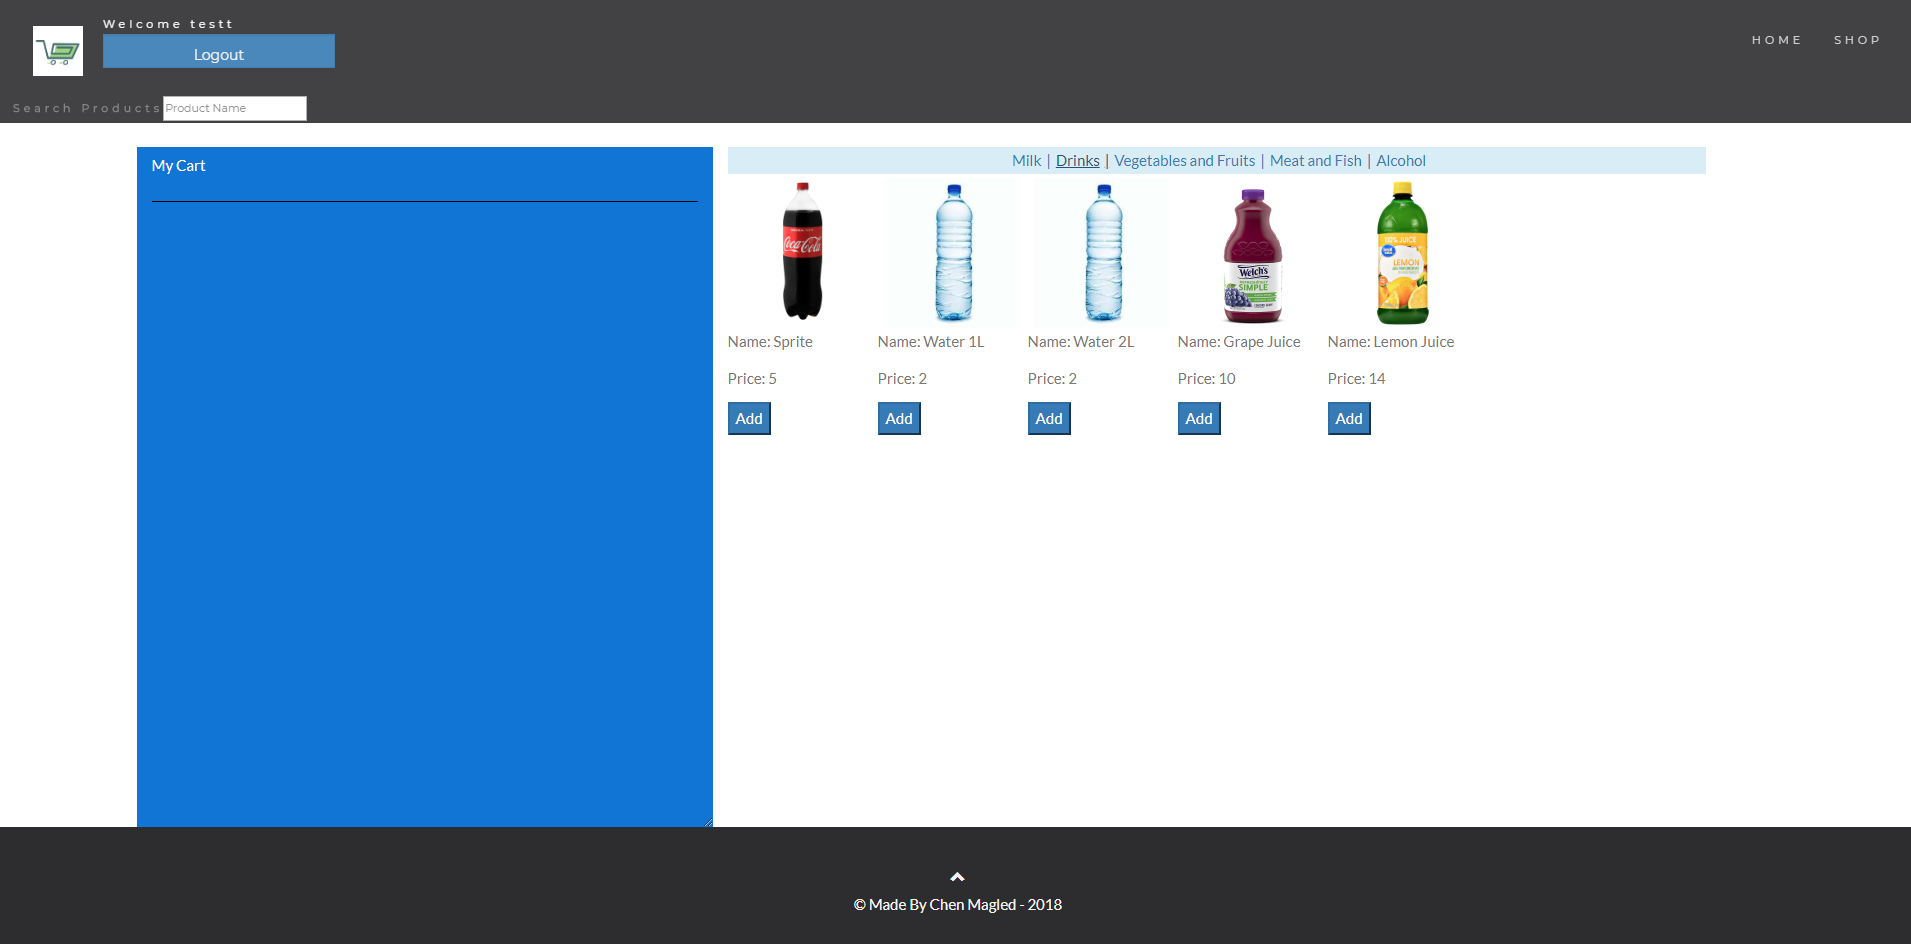 Welcome testt
Logout
HOME
SHOP
Search Products
Product Name
My Cart
Milk | Drinks | Vegetables and Fruits | Meat and Fish | Alcohol
Coca-Cola
Welch's
SIMPLE
100% JUICE
LEMON
Name: Sprite
Price: 5
Add
Name: Water 1L
Price: 2
Add
Name: Water 2L
Price: 2
Add
Name: Grape Juice
Price: 10
Add
Name: Lemon Juice
Price: 14
Add
© Made By Chen Magled - 2018